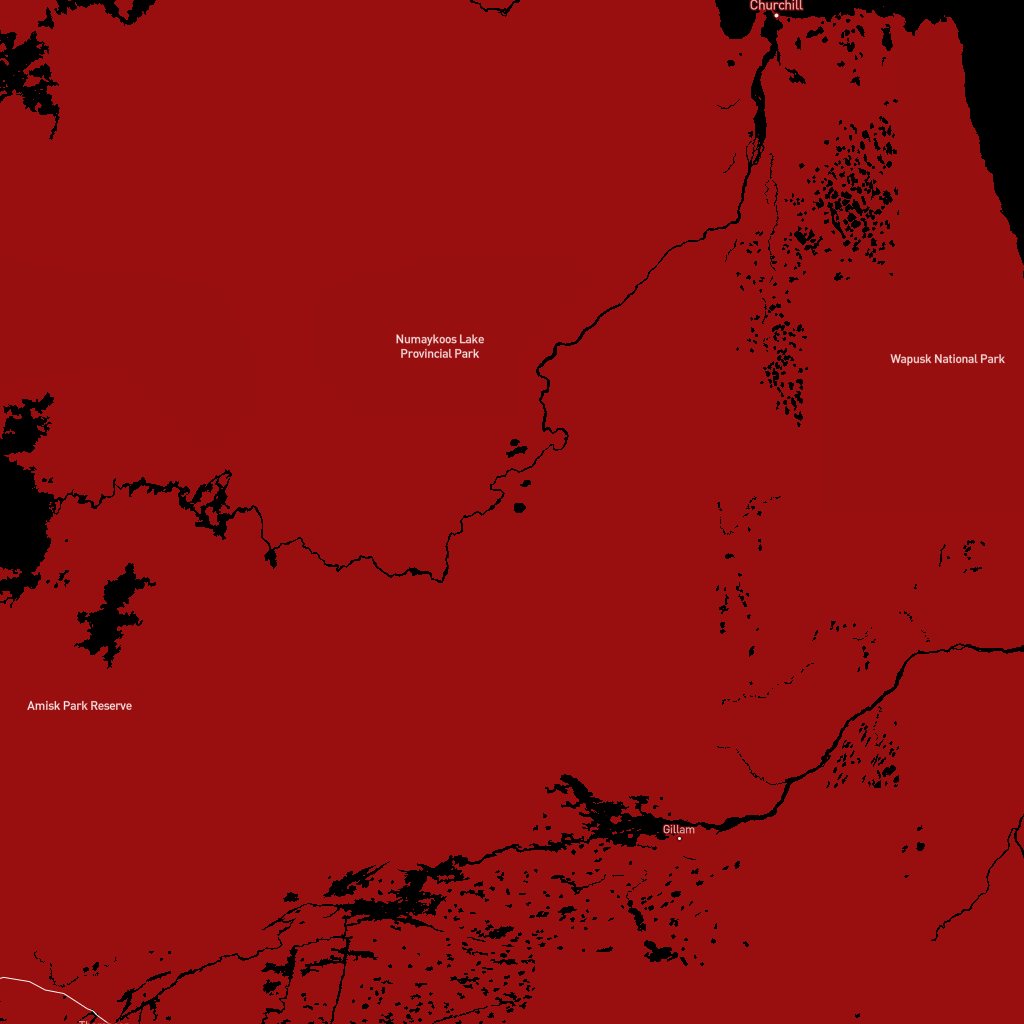 Churchill
Numaykoos Lake
Provincial Park
Wapusk National Park
Amisk Park Reserve
Gillam